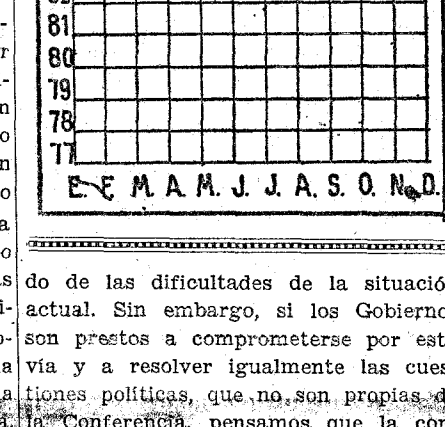 81
80
79
78
77
E. F. M. A. M. J. J. A. S. O. N. D.
do de las dificultades de la situació
actual. Sin embargo, si los Gobierno
son prestos a comprometerse por est
vía y a resolver igualmente las cues
tiones políticas, que no son propias d
la Conferencia, pensamos que la con